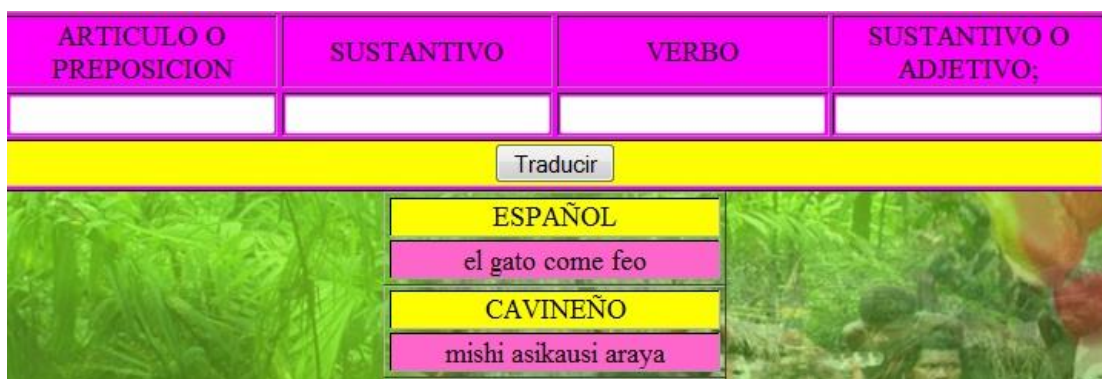 ARTICULO O
PREPOSICION
SUSTANTIVO
VERBO
SUSTANTIVO O
ADJETIVO;
Traducir
ESPAÑOL
el gato come feo
CAVINEÑO
mishi asikausi araya